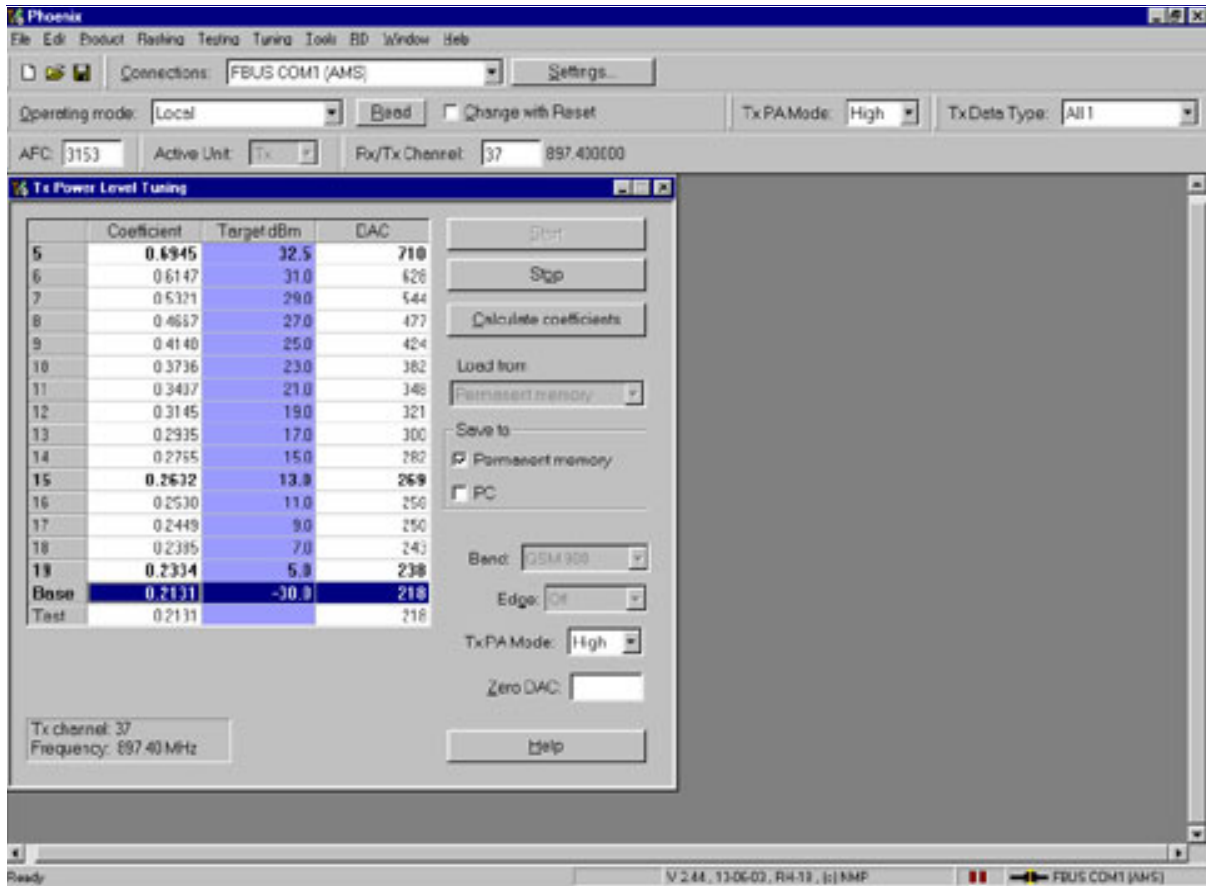 Phoenix
File Edit Product Flashing Testing Tuning Tools BD Window Help
Connections: FBUS COM1 (AMS) Settings...
Operating mode: Local Read Change with Reset Tx PA Mode: High Tx Data Type: All 1
AFC: 3153 Active Unit: Tx Rx/Tx Channel: 37 897.400000
Tx Power Level Tuning
Coefficient Target dBm DAC
5 0.6945 32.5 710
6 0.6147 31.0 628
7 0.5321 29.0 544
8 0.4667 27.0 477
9 0.4140 25.0 424
10 0.3736 23.0 382
11 0.3407 21.0 348
12 0.3145 19.0 321
13 0.2935 17.0 300
14 0.2765 15.0 282
15 0.2632 13.0 269
16 0.2530 11.0
17 0.2449 9.0 250
18 0.2385 7.0 243
19 0.2334 5.0 238
Base 0.2131 -30.0 218
Test 0.2131 218
Start
Stop
Calculate coefficients
Load from
Permanent memory
Save to
Permanent memory
PC
Band: GSM 900
Edge: Off
Tx PA Mode: High
Zero DAC:
Help
Tx channel: 37
Frequency: 897.40 MHz
Ready V 2.44, 13-06-03, RH-18, (c) NMP FBUS COM1 (AMS)